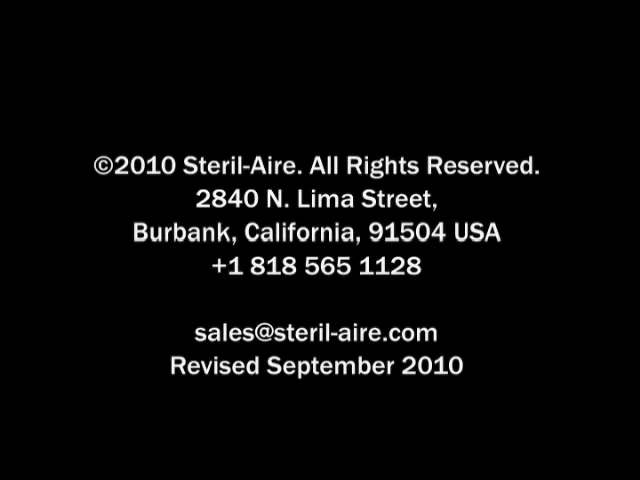 ©2010 Steril-Aire. All Rights Reserved.
2840 N. Lima Street,
Burbank, California, 91504 USA
+1 818 565 1128
sales@steril-aire.com
Revised September 2010